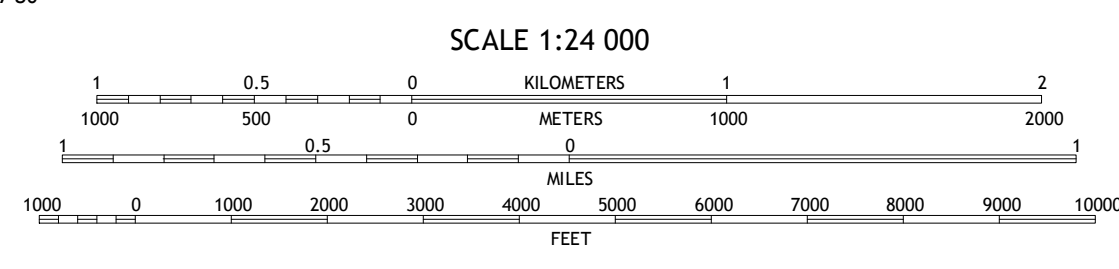 SCALE 1:24 000
1 0.5 0 KILOMETERS 1 2
1000 500 0 METERS 1000 2000
1 0.5 0 1
MILES
1000 0 1000 2000 3000 4000 5000 6000 7000 8000 9000 10000
FEET